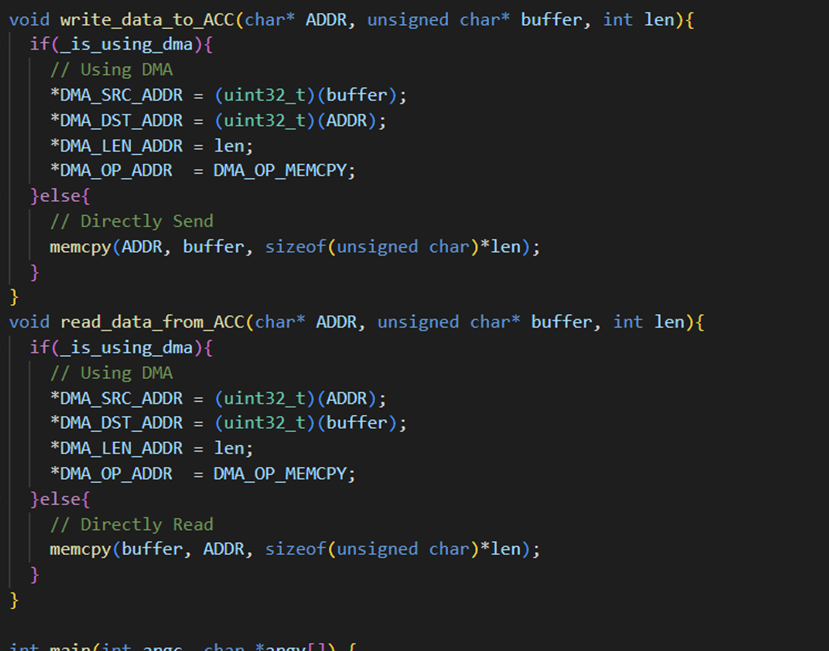 void write_data_to_ACC(char* ADDR, unsigned char* buffer, int len){
if(_is_using_dma){
// Using DMA
*DMA_SRC_ADDR = (uint32_t)(buffer);
*DMA_DST_ADDR = (uint32_t)(ADDR);
*DMA_LEN_ADDR = len;
*DMA_OP_ADDR  = DMA_OP_MEMCPY;
}else{
// Directly Send
memcpy(ADDR, buffer, sizeof(unsigned char)*len);
}
}
void read_data_from_ACC(char* ADDR, unsigned char* buffer, int len){
if(_is_using_dma){
// Using DMA
*DMA_SRC_ADDR = (uint32_t)(ADDR);
*DMA_DST_ADDR = (uint32_t)(buffer);
*DMA_LEN_ADDR = len;
*DMA_OP_ADDR  = DMA_OP_MEMCPY;
}else{
// Directly Read
memcpy(buffer, ADDR, sizeof(unsigned char)*len);
}
}
int main(int argc, char *argv[]) {